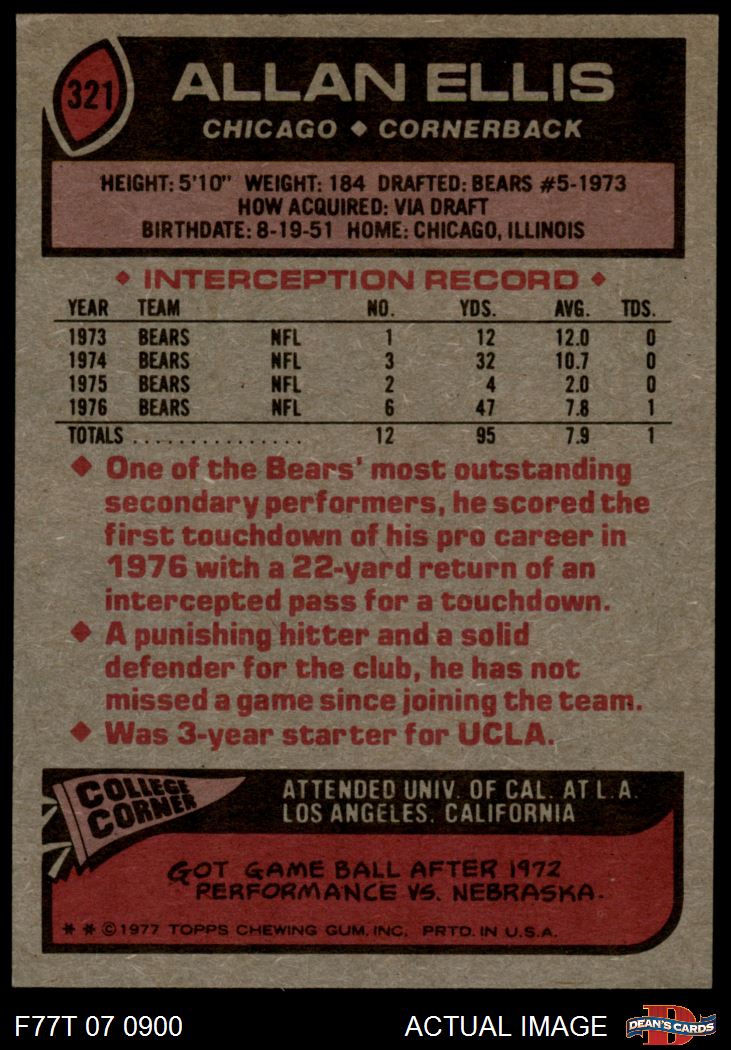 321
ALLAN ELLIS
CHICAGO ◆ CORNERBACK
HEIGHT: 5'10" WEIGHT: 184 DRAFTED: BEARS #5-1973
HOW ACQUIRED: VIA DRAFT
BIRTHDATE: 8-19-51 HOME: CHICAGO, ILLINOIS
◆ INTERCEPTION RECORD ◆
YEAR TEAM NO. YDS. AVG. TDS.
1973 BEARS NFL 1 12 12.0 0
1974 BEARS NFL 3 32 10.7 0
1975 BEARS NFL 2 4 2.0 0
1976 BEARS NFL 6 47 7.8 1
TOTALS ................ 12 95 7.9 1
◆ One of the Bears' most outstanding
secondary performers, he scored the
first touchdown of his pro career in
1976 with a 22-yard return of an
intercepted pass for a touchdown.
◆ A punishing hitter and a solid
defender for the club, he has not
missed a game since joining the team.
◆ Was 3-year starter for UCLA.
COLLEGE
CORNER
ATTENDED UNIV. OF CAL. AT L.A.
LOS ANGELES, CALIFORNIA
GOT GAME BALL AFTER 1972
PERFORMANCE VS. NEBRASKA.
* * ©1977 TOPPS CHEWING GUM, INC. PRTD. IN U.S.A.
F77T 07 0900 ACTUAL IMAGE
D
DEAN'S CARDS